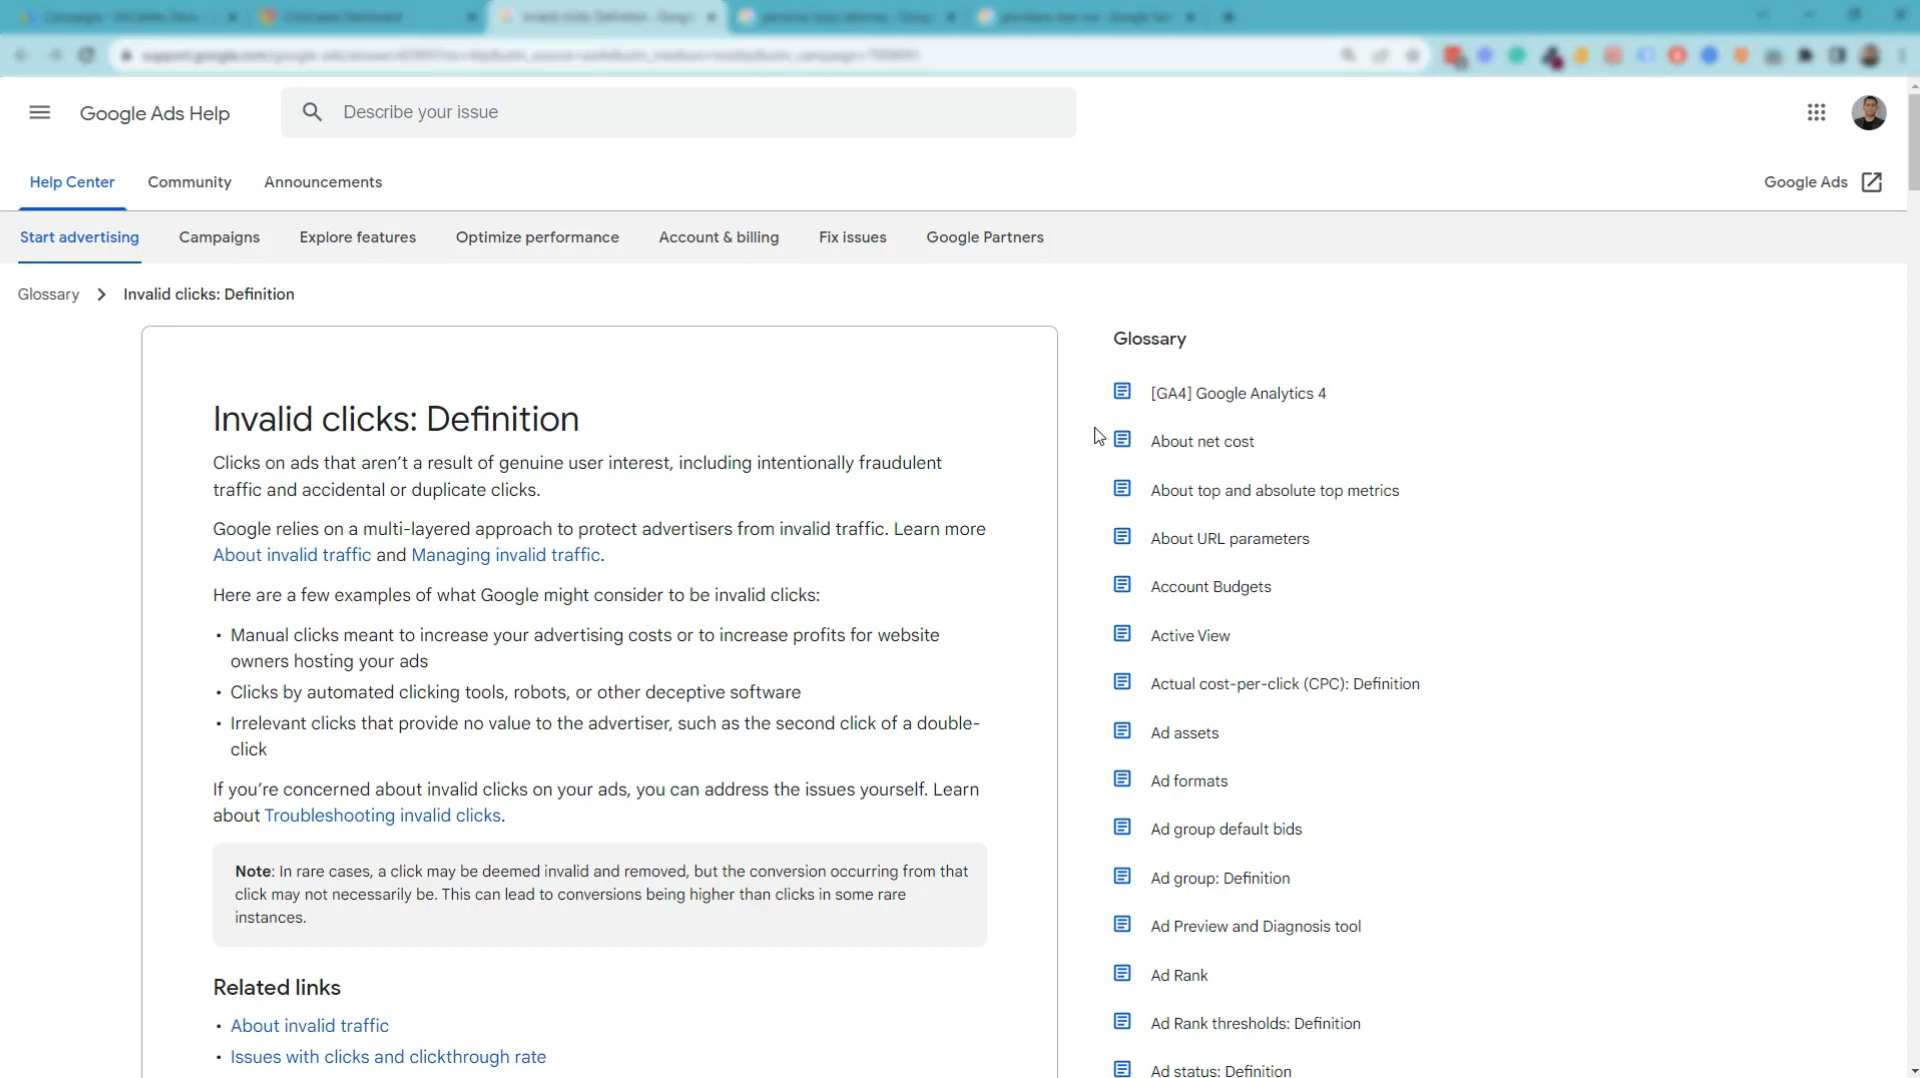 Google Ads Help
Describe your issue
Help Center
Community
Announcements
Google Ads
Start advertising
Campaigns
Explore features
Optimize performance
Account & billing
Fix issues
Google Partners
Glossary
Invalid clicks: Definition
Invalid clicks: Definition
Clicks on ads that aren’t a result of genuine user interest, including intentionally fraudulent
traffic and accidental or duplicate clicks.
Google relies on a multi-layered approach to protect advertisers from invalid traffic. Learn more
About invalid traffic and Managing invalid traffic.
Here are a few examples of what Google might consider to be invalid clicks:
• Manual clicks meant to increase your advertising costs or to increase profits for website
owners hosting your ads
• Clicks by automated clicking tools, robots, or other deceptive software
• Irrelevant clicks that provide no value to the advertiser, such as the second click of a double-
click
If you’re concerned about invalid clicks on your ads, you can address the issues yourself. Learn
about Troubleshooting invalid clicks.
Note: In rare cases, a click may be deemed invalid and removed, but the conversion occurring from that
click may not necessarily be. This can lead to conversions being higher than clicks in some rare
instances.
Related links
• About invalid traffic
• Issues with clicks and clickthrough rate
Glossary
[GA4] Google Analytics 4
About net cost
About top and absolute top metrics
About URL parameters
Account Budgets
Active View
Actual cost-per-click (CPC): Definition
Ad assets
Ad formats
Ad group default bids
Ad group: Definition
Ad Preview and Diagnosis tool
Ad Rank
Ad Rank thresholds: Definition
Ad status: Definition